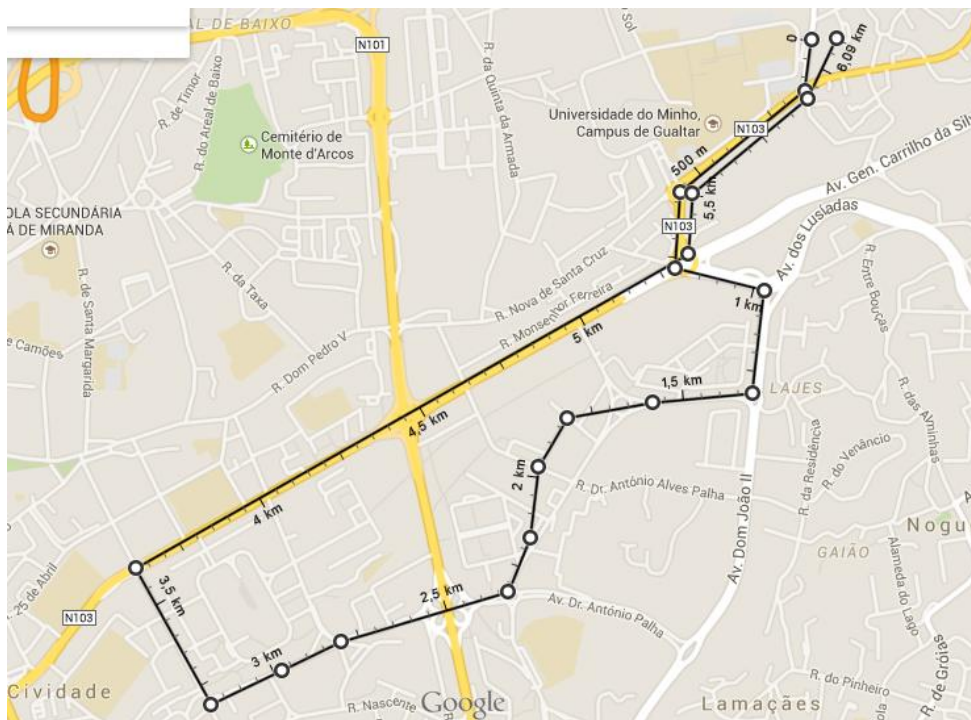 AL DE BAIXO
N101
Sol
0
6,09 km
R. de Timor
R. do Areal de Baixo
R. da Quinta da Armada
Universidade do Minho,
Campus de Gualtar
N103
Cemitério de
Monte d'Arcos
500 m
Av. Gen. Carrilho da Silv
5,5 km
OLA SECUNDÁRIA
Á DE MIRANDA
N103
Av. dos Lusíadas
R. de Santa Margarida
R. da Taxa
R. Nova de Santa Cruz
R. Monsenhor Ferreira
R. Entre Bouças
1 km
5 km
e Camões
R. Dom Pedro V
1,5 km
LAJES
R. das Alminhas
4,5 km
R. da Residência
R. do Venâncio
2 km
R. Dr. António Alves Palha
4 km
Av. Dom João II
Nogu
GAIÃO
Alameda do Lago
. 25 de Abril
3,5 km
2,5 km
Av. Dr. António Palha
N103
3 km
R. de Gróias
R. do Pinheiro
Cividade
R. Nascente
Google
Lamaçães